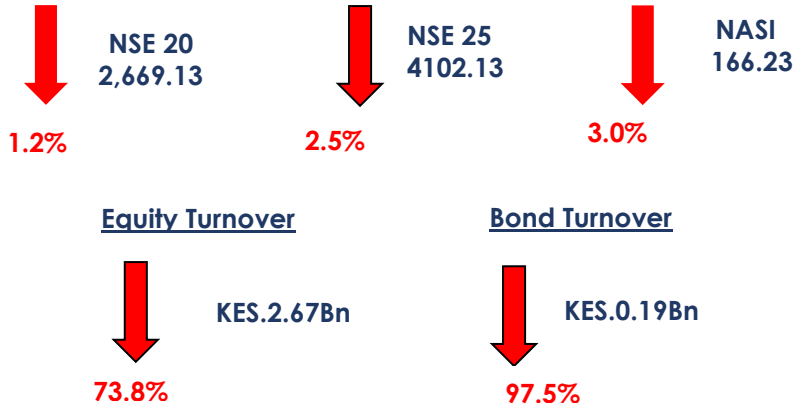 NSE 20
2,669.13
1.2%
NSE 25
4102.13
2.5%
NASI
166.23
3.0%
Equity Turnover
KES.2.67Bn
73.8%
Bond Turnover
KES.0.19Bn
97.5%